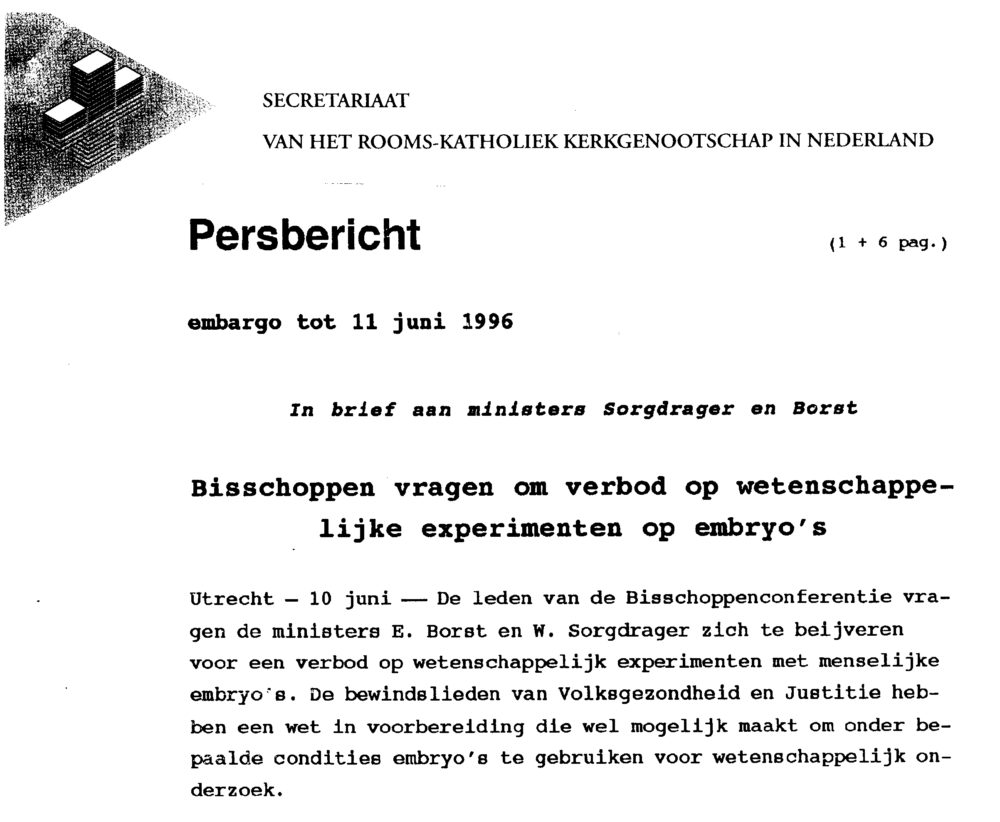 SECRETARIAAT
VAN HET ROOMS-KATHOLIEK KERKGENOOTSCHAP IN NEDERLAND
Persbericht
(1 + 6 pag.)
embargo tot 11 juni 1996
In brief aan ministers Sorgdrager en Borst
Bisschoppen vragen om verbod op wetenschappe-
lijke experimenten op embryo's
Utrecht – 10 juni — De leden van de Bisschoppenconferentie vra-
gen de ministers E. Borst en W. Sorgdrager zich te beijveren
voor een verbod op wetenschappelijk experimenten met menselijke
embryo's. De bewindslieden van Volksgezondheid en Justitie heb-
ben een wet in voorbereiding die wel mogelijk maakt om onder be-
paalde condities embryo's te gebruiken voor wetenschappelijk on-
derzoek.